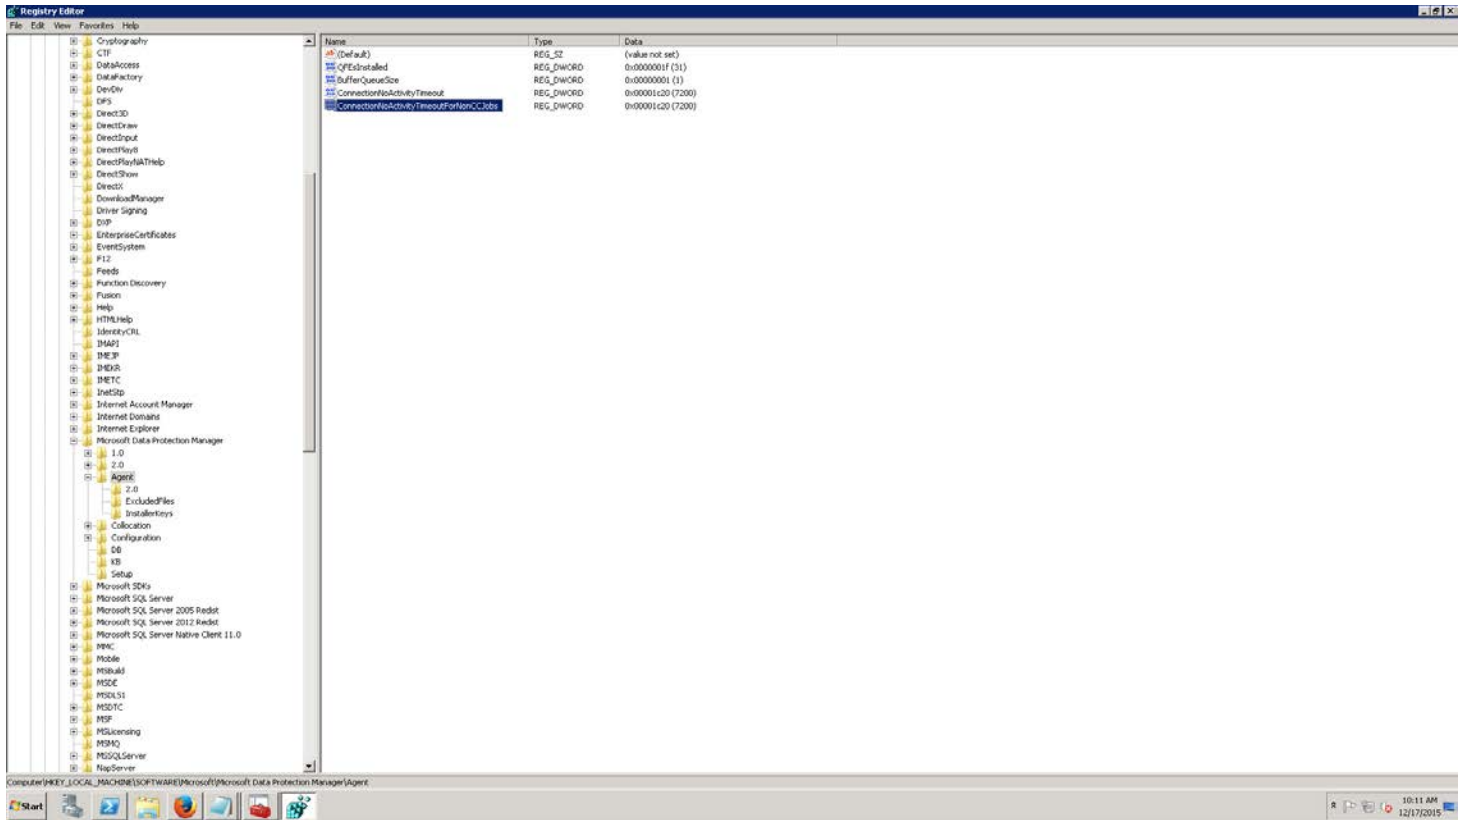 Registry Editor
File Edit View Favorites Help
Cryptography
CTF
DataAccess
DataFactory
DevDiv
DFS
Direct3D
DirectDraw
DirectInput
DirectPlay8
DirectPlayNATHelp
DirectShow
DirectX
DownloadManager
Driver Signing
DXP
EnterpriseCertificates
EventSystem
F12
Feeds
Function Discovery
Fusion
Help
HTMLHelp
IdentityCRL
IMAPI
IMEJP
IMEKR
IMETC
InetStp
Internet Account Manager
Internet Domains
Internet Explorer
Microsoft Data Protection Manager
1.0
2.0
Agent
2.0
ExcludedFiles
InstallerKeys
Collocation
Configuration
DB
KB
Setup
Microsoft SDKs
Microsoft SQL Server
Microsoft SQL Server 2005 Redist
Microsoft SQL Server 2012 Redist
Microsoft SQL Server Native Client 11.0
MMC
Mobile
MSBuild
MSDE
MSDLS1
MSDTC
MSF
MSLicensing
MSMQ
MSSQLServer
NapServer
Name Type Data
(Default) REG_SZ (value not set)
QFEsInstalled REG_DWORD 0x0000001f (31)
BufferQueueSize REG_DWORD 0x00000001 (1)
ConnectionNoActivityTimeout REG_DWORD 0x00001c20 (7200)
ConnectionNoActivityTimeoutForNonCCJobs REG_DWORD 0x00001c20 (7200)
Computer\HKEY_LOCAL_MACHINE\SOFTWARE\Microsoft\Microsoft Data Protection Manager\Agent
Start
10:11 AM
12/17/2015